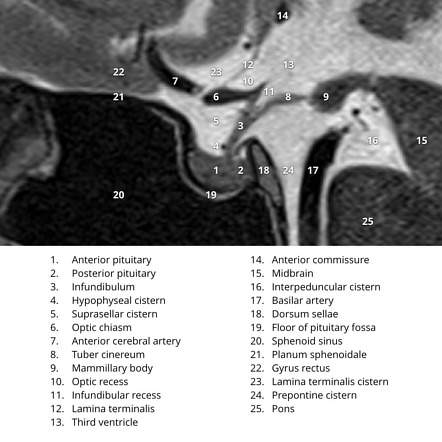 14
22
23
12
13
10
7
11
21
6
8
9
5
3
4
16
15
1
2
18
24
17
20
19
25
1. Anterior pituitary
2. Posterior pituitary
3. Infundibulum
4. Hypophyseal cistern
5. Suprasellar cistern
6. Optic chiasm
7. Anterior cerebral artery
8. Tuber cinereum
9. Mammillary body
10. Optic recess
11. Infundibular recess
12. Lamina terminalis
13. Third ventricle
14. Anterior commissure
15. Midbrain
16. Interpeduncular cistern
17. Basilar artery
18. Dorsum sellae
19. Floor of pituitary fossa
20. Sphenoid sinus
21. Planum sphenoidale
22. Gyrus rectus
23. Lamina terminalis cistern
24. Prepontine cistern
25. Pons